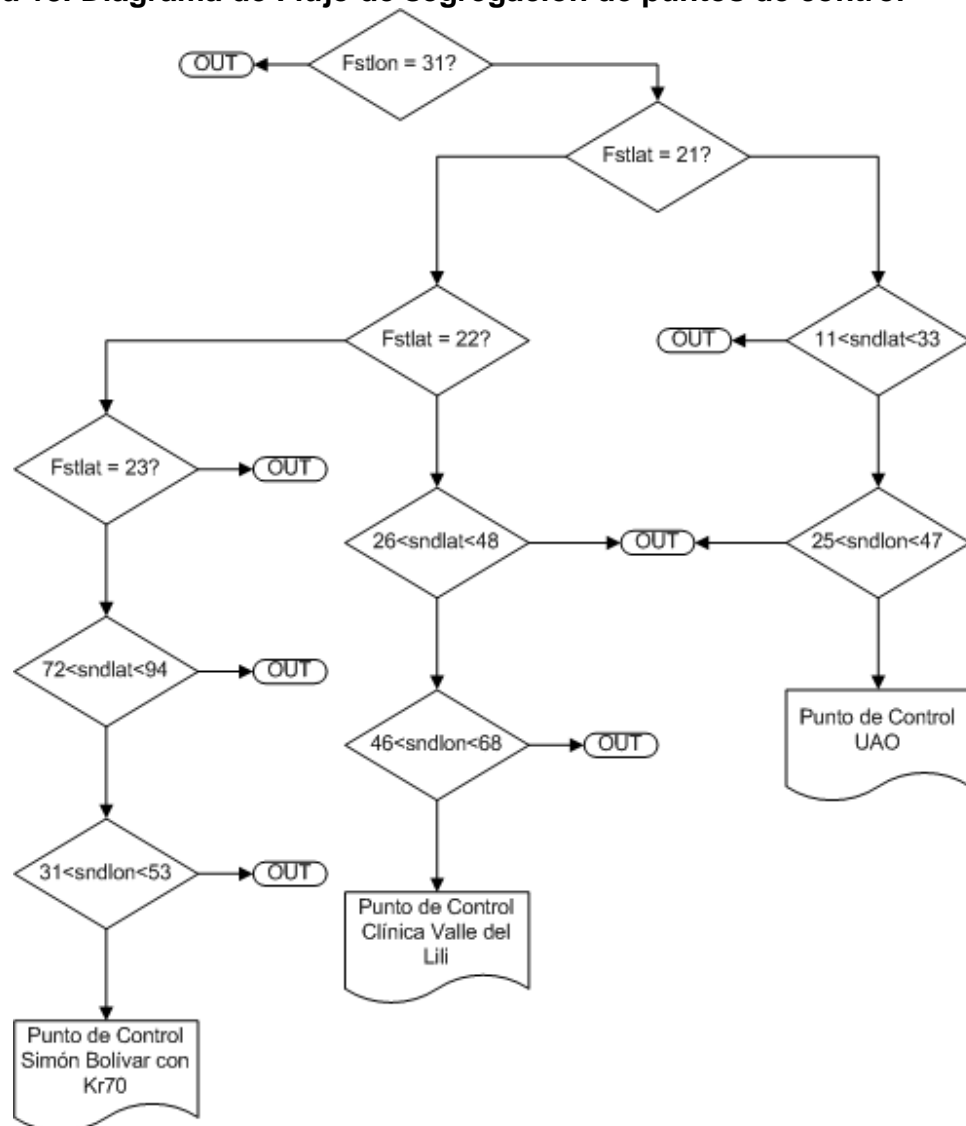 Diagrama de Flujo de segregación de puntos de control
OUT
Fstlon = 31?
Fstlat = 21?
Fstlat = 22?
OUT
11<sndlat<33
Fstlat = 23?
OUT
26<sndlat<48
OUT
25<sndlon<47
72<sndlat<94
OUT
46<sndlon<68
OUT
Punto de Control
UAO
31<sndlon<53
OUT
Punto de Control
Clínica Valle del
Lili
Punto de Control
Simón Bolívar con
Kr70